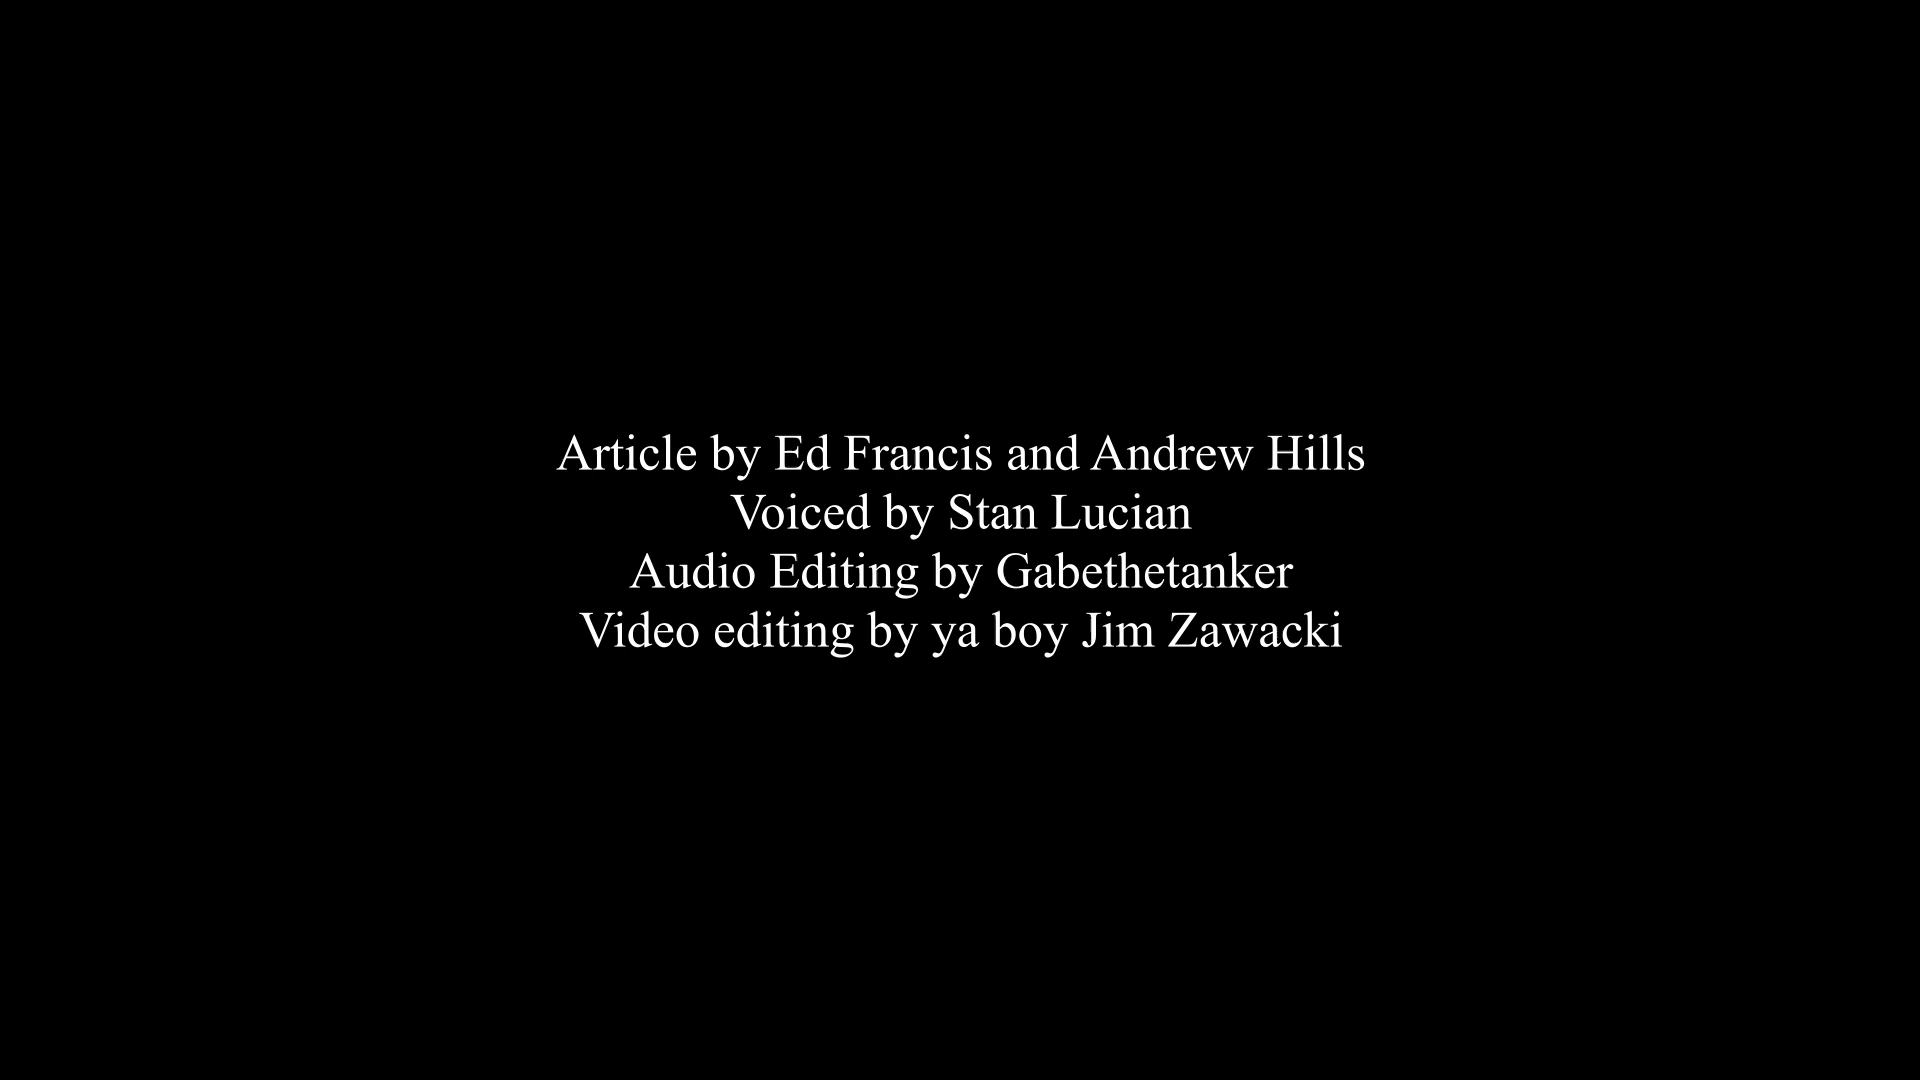 Article by Ed Francis and Andrew Hills
Voiced by Stan Lucian
Audio Editing by Gabethetanker
Video editing by ya boy Jim Zawacki